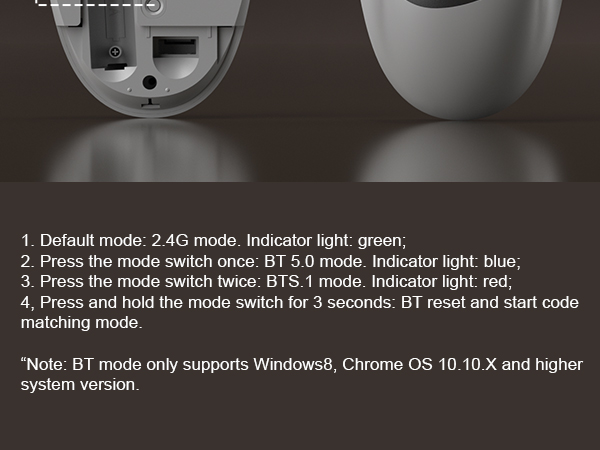 1. Default mode: 2.4G mode. Indicator light: green;
2. Press the mode switch once: BT 5.0 mode. Indicator light: blue;
3. Press the mode switch twice: BTS.1 mode. Indicator light: red;
4, Press and hold the mode switch for 3 seconds: BT reset and start code
matching mode.
“Note: BT mode only supports Windows8, Chrome OS 10.10.X and higher
system version.